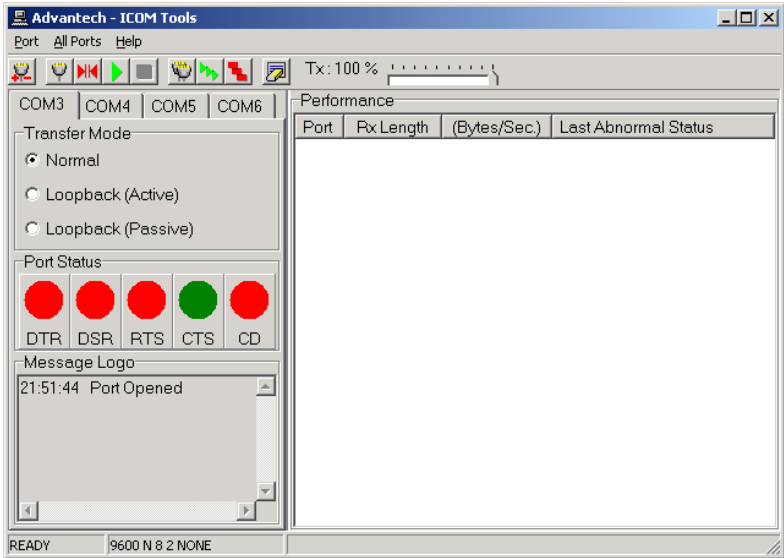 Advantech - ICOM Tools
Port All Ports Help
Tx : 100 %
COM3 COM4 COM5 COM6
Transfer Mode
Normal
Loopback (Active)
Loopback (Passive)
Port Status
DTR DSR RTS CTS CD
Message Logo
21:51:44 Port Opened
Performance
Port Rx Length (Bytes/Sec.) Last Abnormal Status
READY 9600 N 8 2 NONE